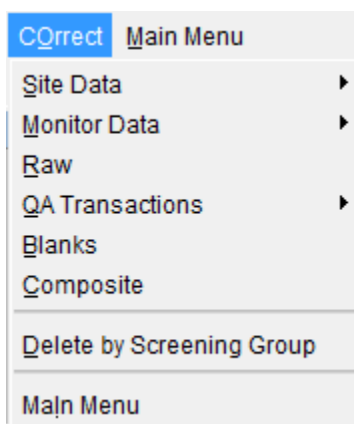 COrrect Main Menu
Site Data
Monitor Data
Raw
QA Transactions
Blanks
Composite
Delete by Screening Group
Main Menu